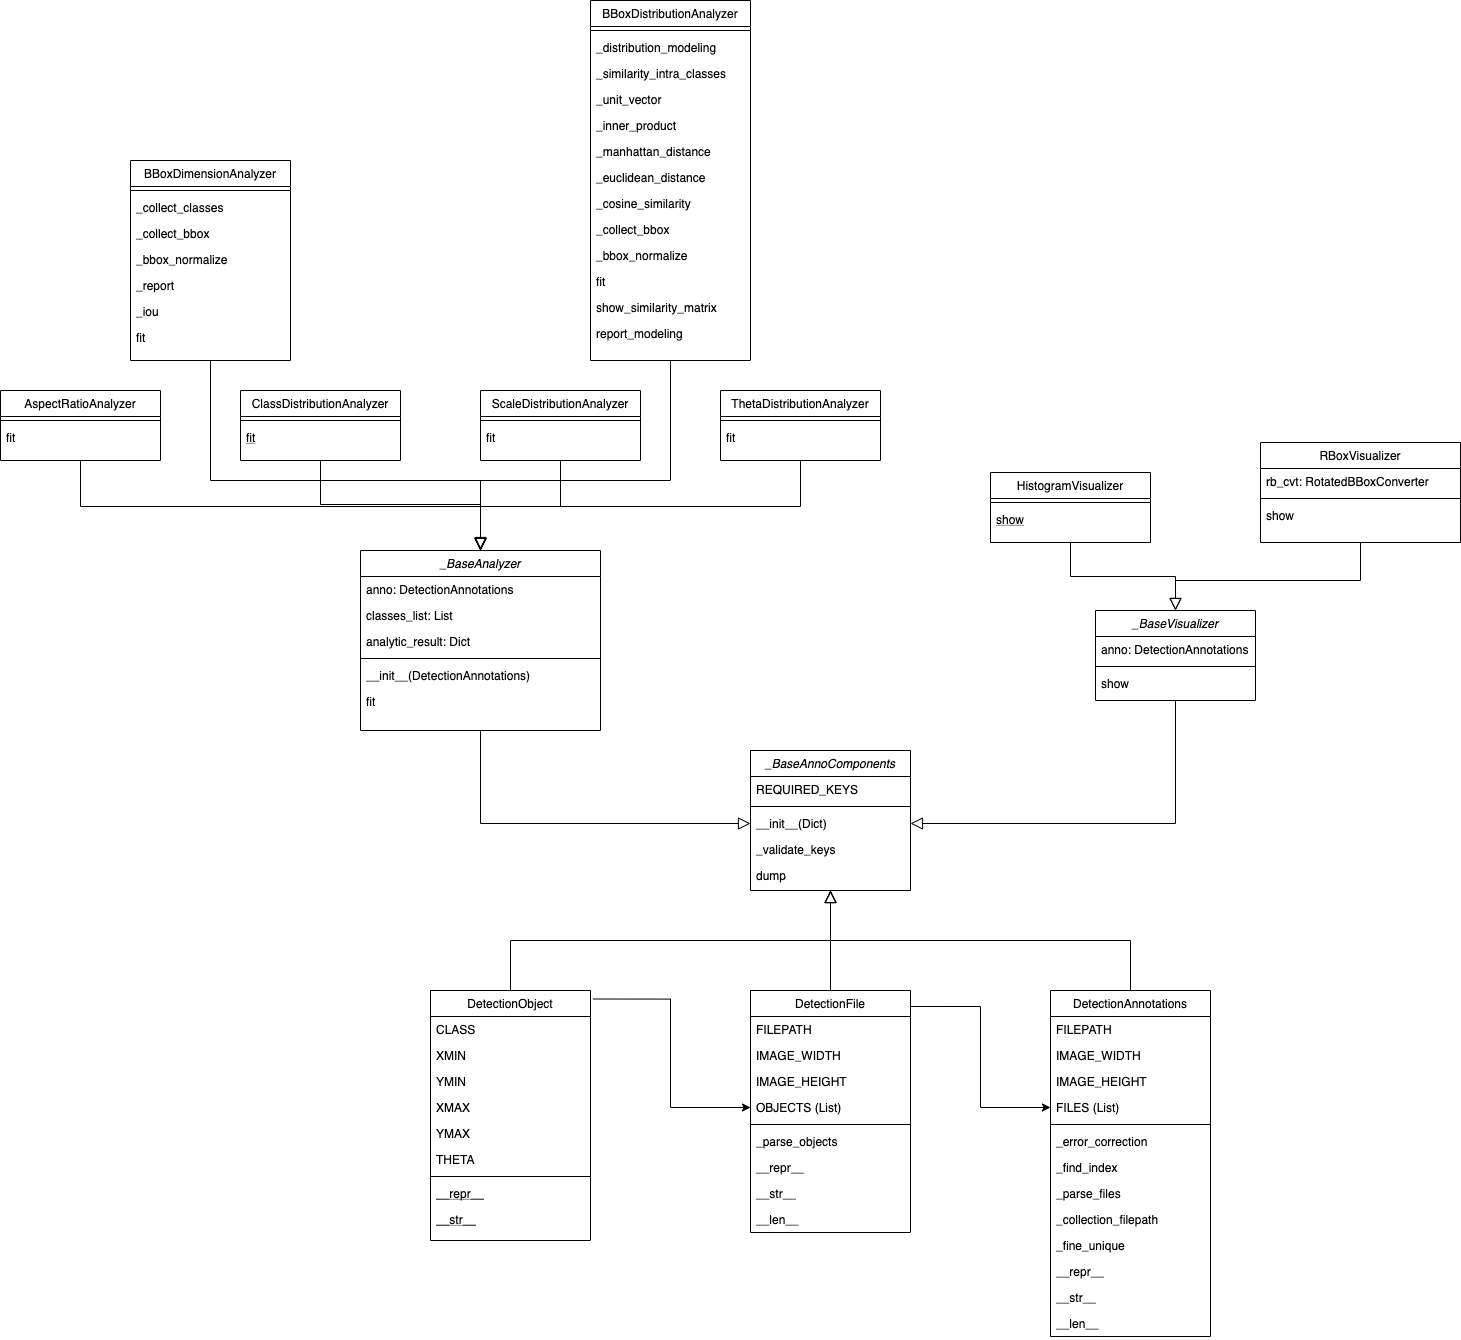 BBoxDistributionAnalyzer
_distribution_modeling
_similarity_intra_classes
_unit_vector
_inner_product
_manhattan_distance
_euclidean_distance
_cosine_similarity
_collect_bbox
_bbox_normalize
fit
show_similarity_matrix
report_modeling
BBoxDimensionAnalyzer
_collect_classes
_collect_bbox
_bbox_normalize
_report
_iou
fit
AspectRatioAnalyzer
fit
ClassDistributionAnalyzer
fit
ScaleDistributionAnalyzer
fit
ThetaDistributionAnalyzer
fit
HistogramVisualizer
show
RBoxVisualizer
rb_cvt: RotatedBBoxConverter
show
_BaseAnalyzer
anno: DetectionAnnotations
classes_list: List
analytic_result: Dict
__init__(DetectionAnnotations)
fit
_BaseVisualizer
anno: DetectionAnnotations
show
_BaseAnnoComponents
REQUIRED_KEYS
__init__(Dict)
_validate_keys
dump
DetectionObject
CLASS
XMIN
YMIN
XMAX
YMAX
THETA
__repr__
__str__
DetectionFile
FILEPATH
IMAGE_WIDTH
IMAGE_HEIGHT
OBJECTS (List)
_parse_objects
__repr__
__str__
__len__
DetectionAnnotations
FILEPATH
IMAGE_WIDTH
IMAGE_HEIGHT
FILES (List)
_error_correction
_find_index
_parse_files
_collection_filepath
_fine_unique
__repr__
__str__
__len__